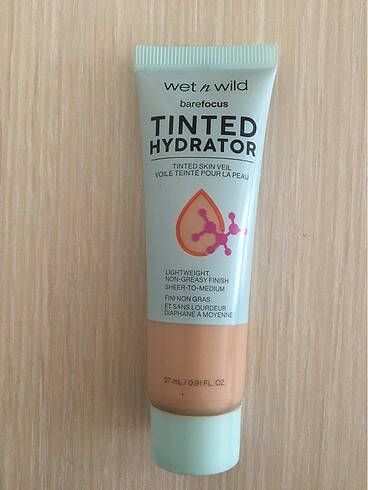 wet n wild
barefocus
TINTED
HYDRATOR
TINTED SKIN VEIL
VOILE TEINTÉ POUR LA PEAU
LIGHTWEIGHT,
NON-GREASY FINISH
SHEER-TO-MEDIUM
FINI NON GRAS
ET SANS LOURDEUR
DIAPHANE À MOYENNE
27 mL / 0.91 FL. OZ.